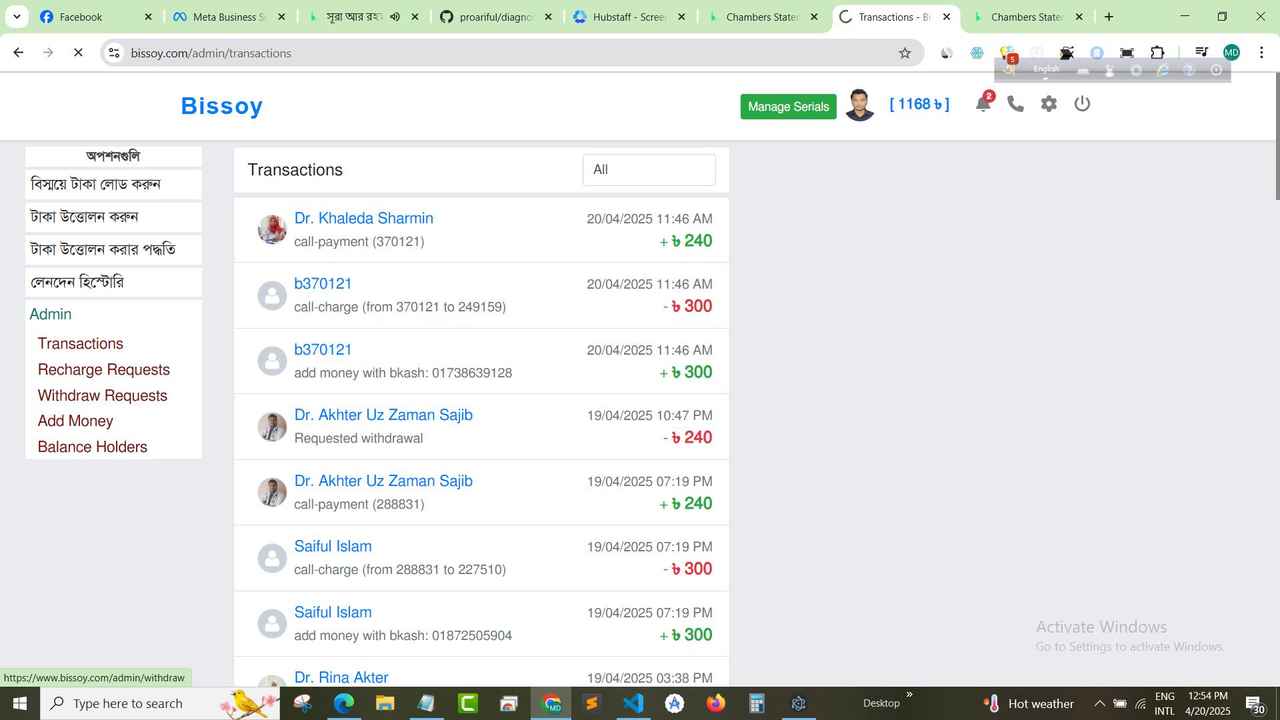 Facebook
Meta Business S
সূরা আর রহ
proariful/diagno
Hubstaff - Scree
Chambers State
Transactions - B
Chambers State
bissoy.com/admin/transactions
MD
5
English
Bissoy
Manage Serials
[ 1168 ৳ ]
2
অপশনগুলি
বিস্ময়ে টাকা লোড করুন
টাকা উত্তোলন করুন
টাকা উত্তোলন করার পদ্ধতি
লেনদেন হিস্টোরি
Admin
Transactions
Recharge Requests
Withdraw Requests
Add Money
Balance Holders
Transactions
All
Dr. Khaleda Sharmin
20/04/2025 11:46 AM
call-payment (370121)
+ ৳ 240
b370121
20/04/2025 11:46 AM
call-charge (from 370121 to 249159)
- ৳ 300
b370121
20/04/2025 11:46 AM
add money with bkash: 01738639128
+ ৳ 300
Dr. Akhter Uz Zaman Sajib
19/04/2025 10:47 PM
Requested withdrawal
- ৳ 240
Dr. Akhter Uz Zaman Sajib
19/04/2025 07:19 PM
call-payment (288831)
+ ৳ 240
Saiful Islam
19/04/2025 07:19 PM
call-charge (from 288831 to 227510)
- ৳ 300
Saiful Islam
19/04/2025 07:19 PM
add money with bkash: 01872505904
+ ৳ 300
Dr. Rina Akter
19/04/2025 03:38 PM
Activate Windows
Go to Settings to activate Windows.
https://www.bissoy.com/admin/withdraw
Type here to search
Desktop
Hot weather
ENG
INTL
12:54 PM
4/20/2025
30